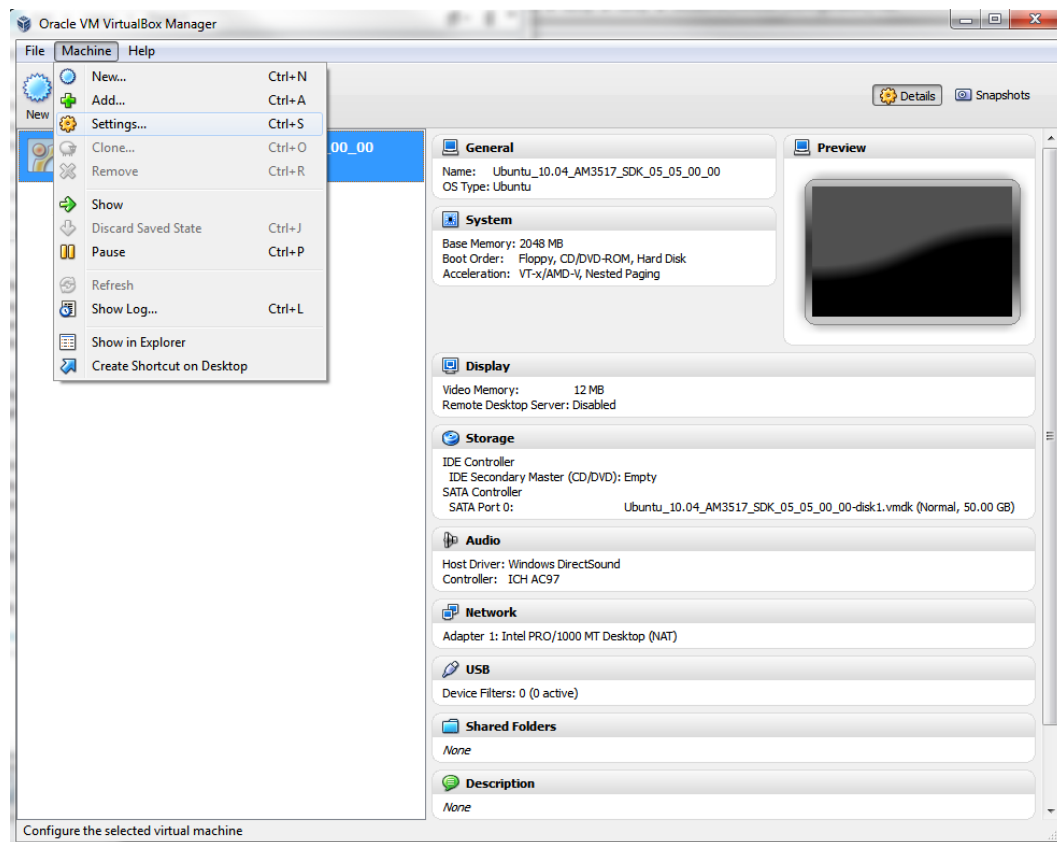 Oracle VM VirtualBox Manager
File Machine Help
New
New... Ctrl+N
Add... Ctrl+A
Settings... Ctrl+S
Clone... Ctrl+O
Remove Ctrl+R
Show
Discard Saved State Ctrl+J
Pause Ctrl+P
Refresh
Show Log... Ctrl+L
Show in Explorer
Create Shortcut on Desktop
_00_00
Details Snapshots
General
Name: Ubuntu_10.04_AM3517_SDK_05_05_00_00
OS Type: Ubuntu
Preview
System
Base Memory: 2048 MB
Boot Order: Floppy, CD/DVD-ROM, Hard Disk
Acceleration: VT-x/AMD-V, Nested Paging
Display
Video Memory: 12 MB
Remote Desktop Server: Disabled
Storage
IDE Controller
IDE Secondary Master (CD/DVD): Empty
SATA Controller
SATA Port 0: Ubuntu_10.04_AM3517_SDK_05_05_00_00-disk1.vmdk (Normal, 50.00 GB)
Audio
Host Driver: Windows DirectSound
Controller: ICH AC97
Network
Adapter 1: Intel PRO/1000 MT Desktop (NAT)
USB
Device Filters: 0 (0 active)
Shared Folders
None
Description
None
Configure the selected virtual machine